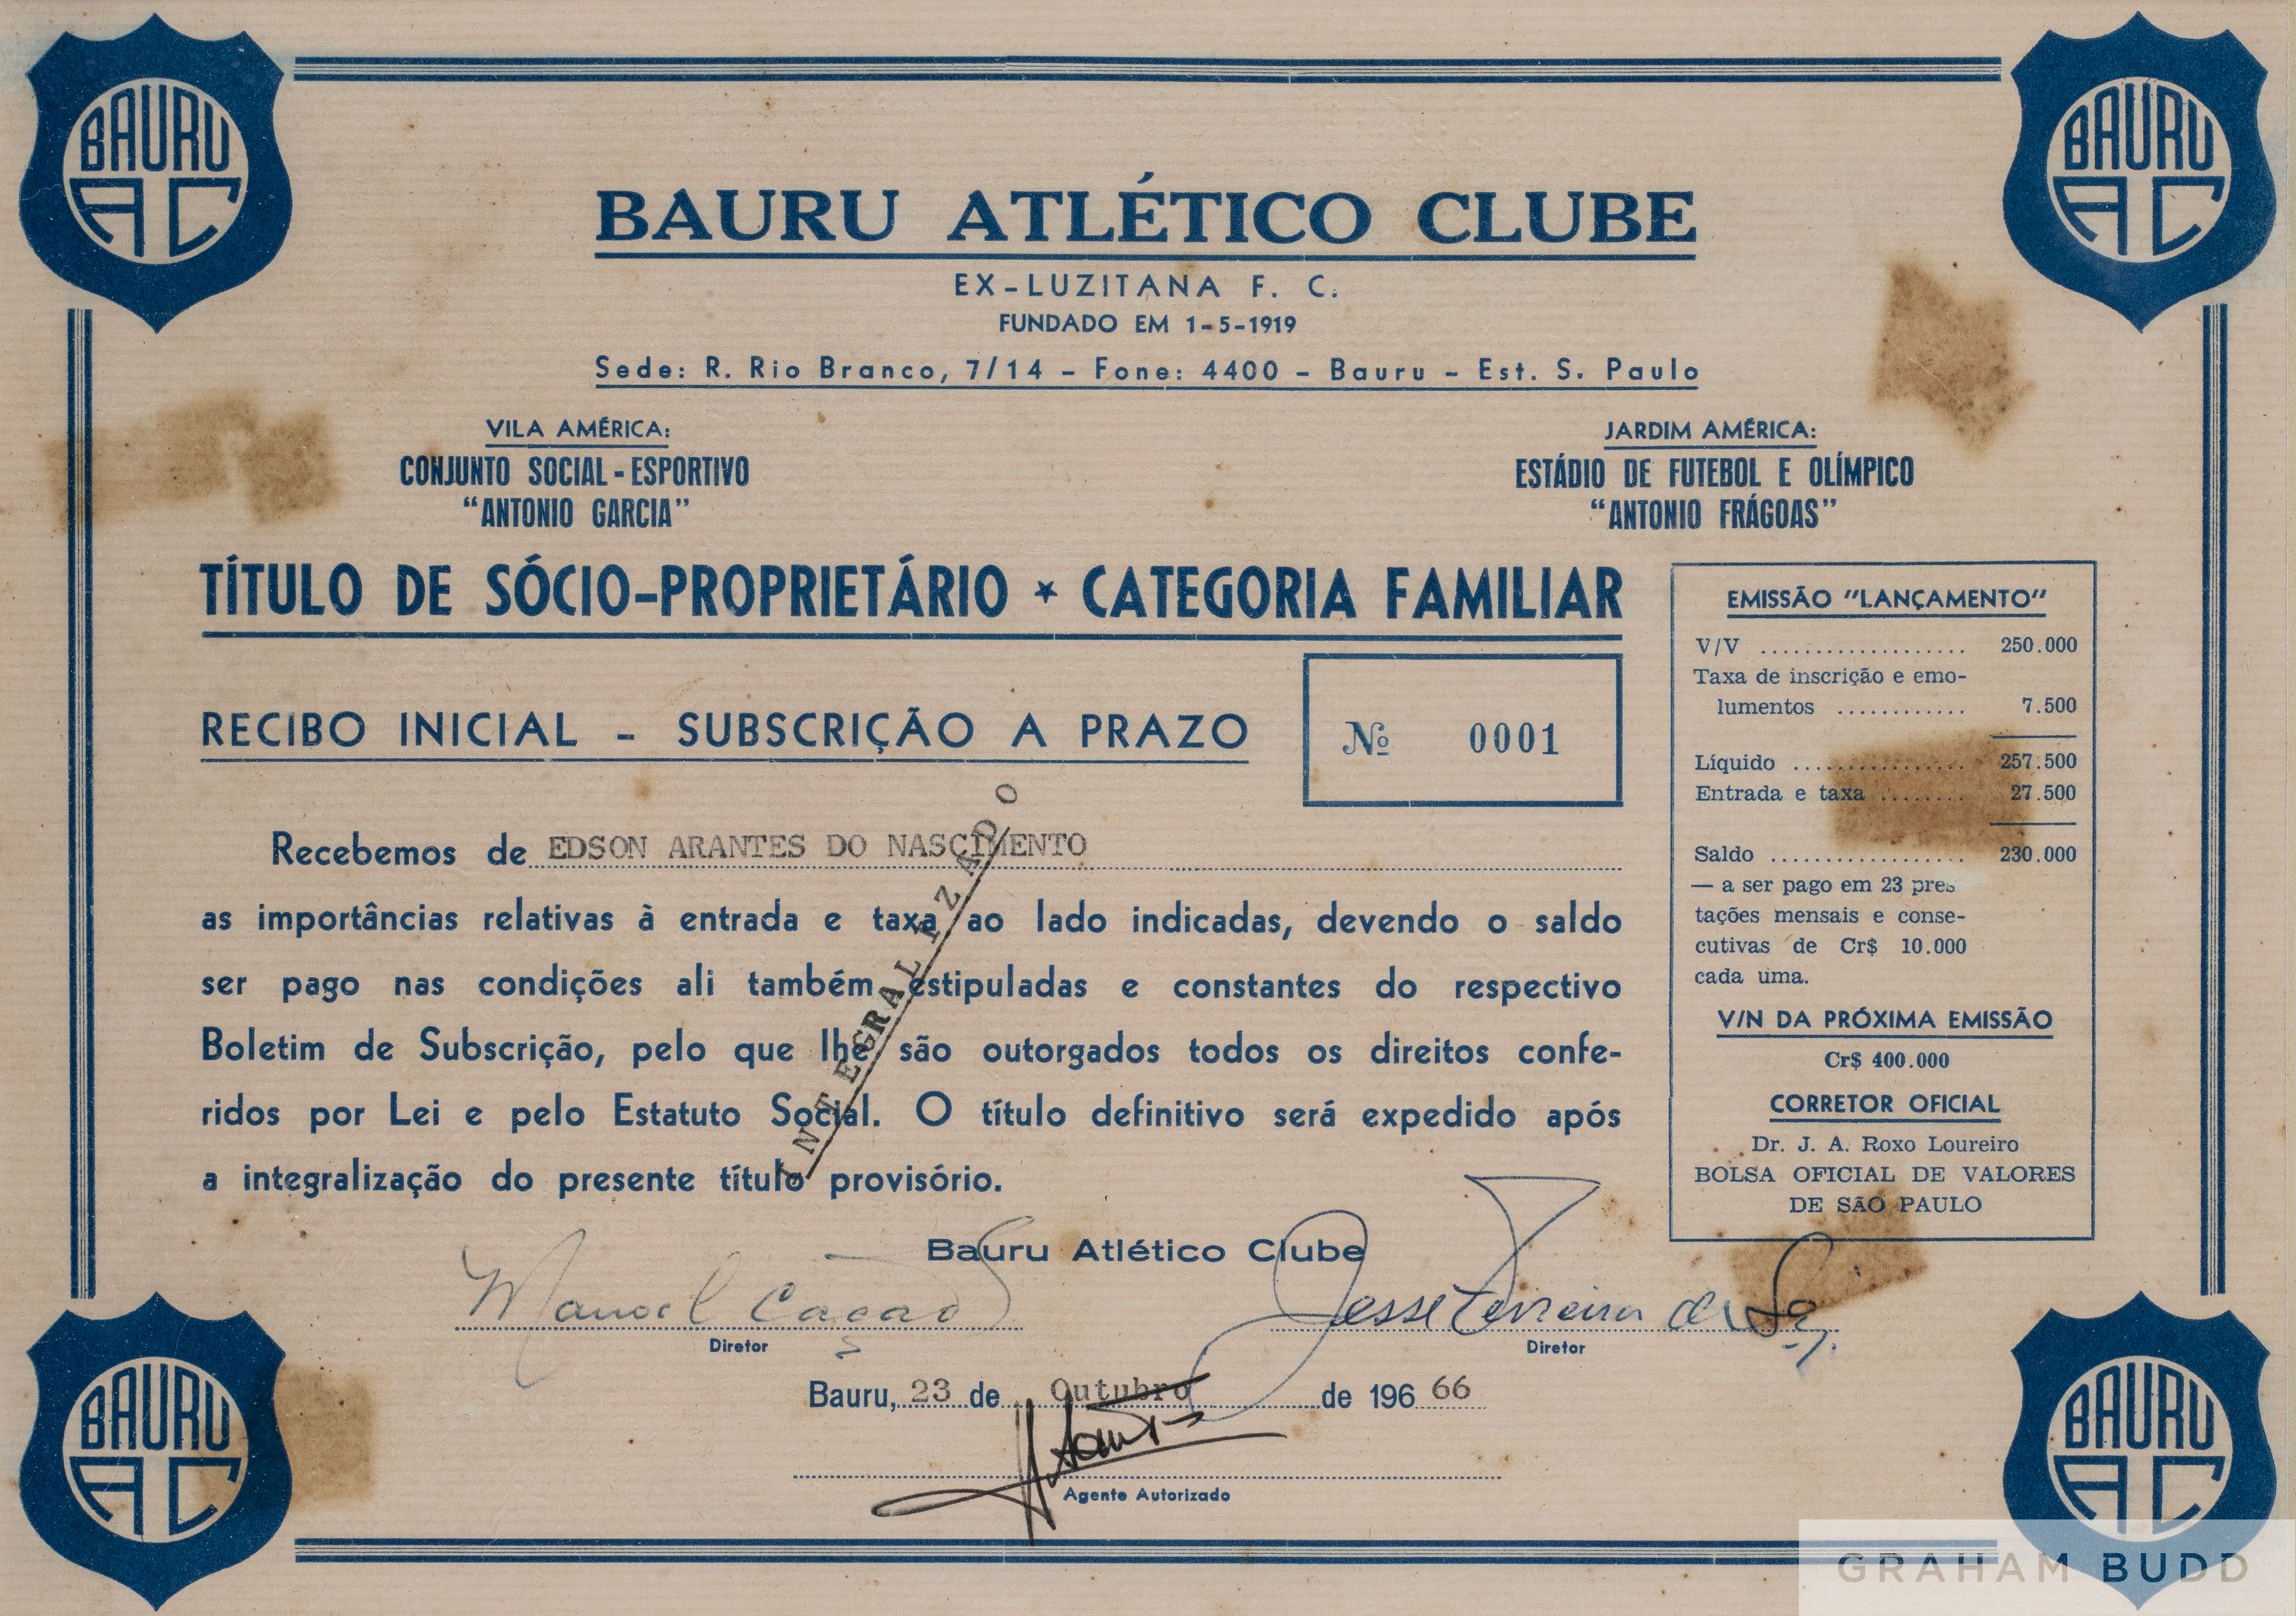 BAURU
AC
BAURU
AC
BAURU ATLÉTICO CLUBE
EX-LUZITANA F. C.
FUNDADO EM 1-5-1919
Sede: R. Rio Branco, 7/14 - Fone: 4400 - Bauru - Est. S. Paulo
VILA AMÉRICA:
CONJUNTO SOCIAL-ESPORTIVO
"ANTONIO GARCIA"
JARDIM AMÉRICA:
ESTÁDIO DE FUTEBOL E OLÍMPICO
"ANTONIO FRÁGOAS"
TÍTULO DE SÓCIO-PROPRIETÁRIO * CATEGORIA FAMILIAR
RECIBO INICIAL - SUBSCRIÇÃO A PRAZO
Nº 0001
Recebemos de EDSON ARANTES DO NASCIMENTO
as importâncias relativas à entrada e taxa ao lado indicadas, devendo o saldo
ser pago nas condições ali também estipuladas e constantes do respectivo
Boletim de Subscrição, pelo que lhe são outorgados todos os direitos confe-
ridos por Lei e pelo Estatuto Social. O título definitivo será expedido após
a integralização do presente título provisório.
INTEGRALIZADO
EMISSÃO "LANÇAMENTO"
V/V ................... 250.000
Taxa de inscrição e emo-
lumentos ............ 7.500
Líquido ................ 257.500
Entrada e taxa ........ 27.500
Saldo .................. 230.000
— a ser pago em 23 pres
tações mensais e conse-
cutivas de Cr$ 10.000
cada uma.
V/N DA PRÓXIMA EMISSÃO
Cr$ 400.000
CORRETOR OFICIAL
Dr. J. A. Roxo Loureiro
BOLSA OFICIAL DE VALORES
DE SÃO PAULO
Bauru Atlético Clube
Manoel Cação
Diretor
Jesse Ferreira de Sá
Diretor
Bauru, 23 de Outubro de 196 66
Agente Autorizado
BAURU
AC
BAURU
AC
GRAHAM BUDD